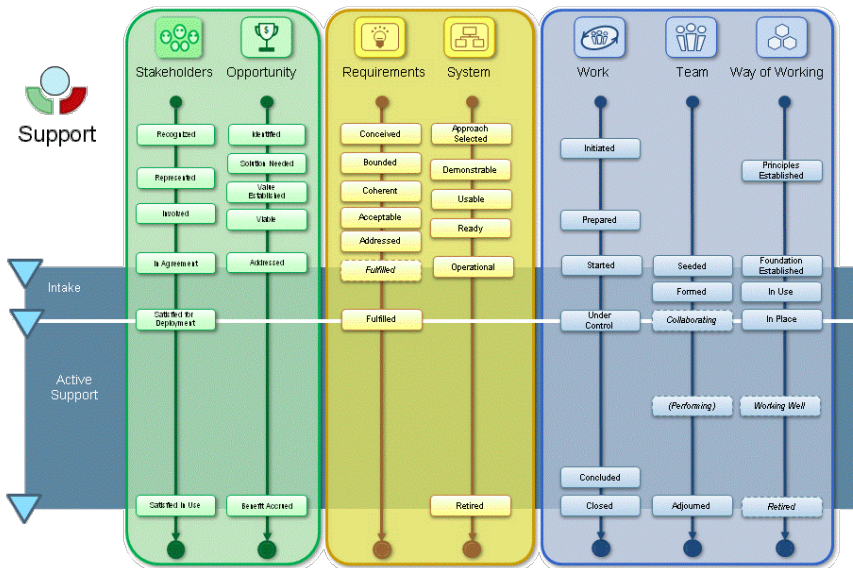 $
Stakeholders
Opportunity
Requirements
System
Work
Team
Way of Working
Support
Recognized
Represented
Involved
In Agreement
Satisfied for
Deployment
Satisfied In Use
Identified
Solution Needed
Value
Established
Viable
Addressed
Benefit Accrued
Conceived
Bounded
Coherent
Acceptable
Addressed
Fulfilled
Fulfilled
Approach
Selected
Demonstrable
Usable
Ready
Operational
Retired
Initiated
Prepared
Started
Under
Control
Concluded
Closed
Seeded
Formed
Collaborating
(Performing)
Adjourned
Principles
Established
Foundation
Established
In Use
In Place
Working Well
Retired
Intake
Active
Support